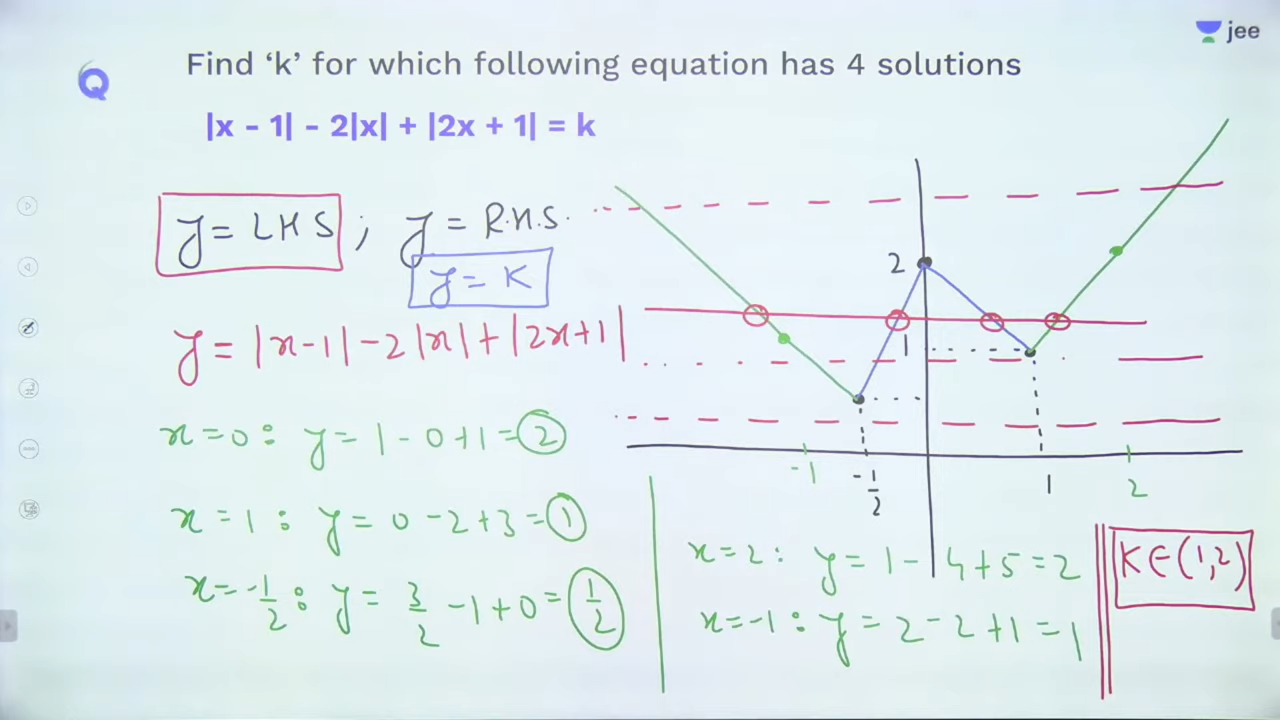 jee
Q
Find ‘k’ for which following equation has 4 solutions
|x - 1| - 2|x| + |2x + 1| = k
y = LHS ; y = R.H.S.
y = K
y = |x-1| - 2|x| + |2x+1|
x = 0 : y = 1 - 0 + 1 = 2
x = 1 : y = 0 - 2 + 3 = 1
x = -1/2 : y = 3/2 - 1 + 0 = 1/2
2
1
-1
-1/2
1
2
x = 2 : y = 1 - 4 + 5 = 2
x = -1 : y = 2 - 2 + 1 = 1
K ∈ (1,2)